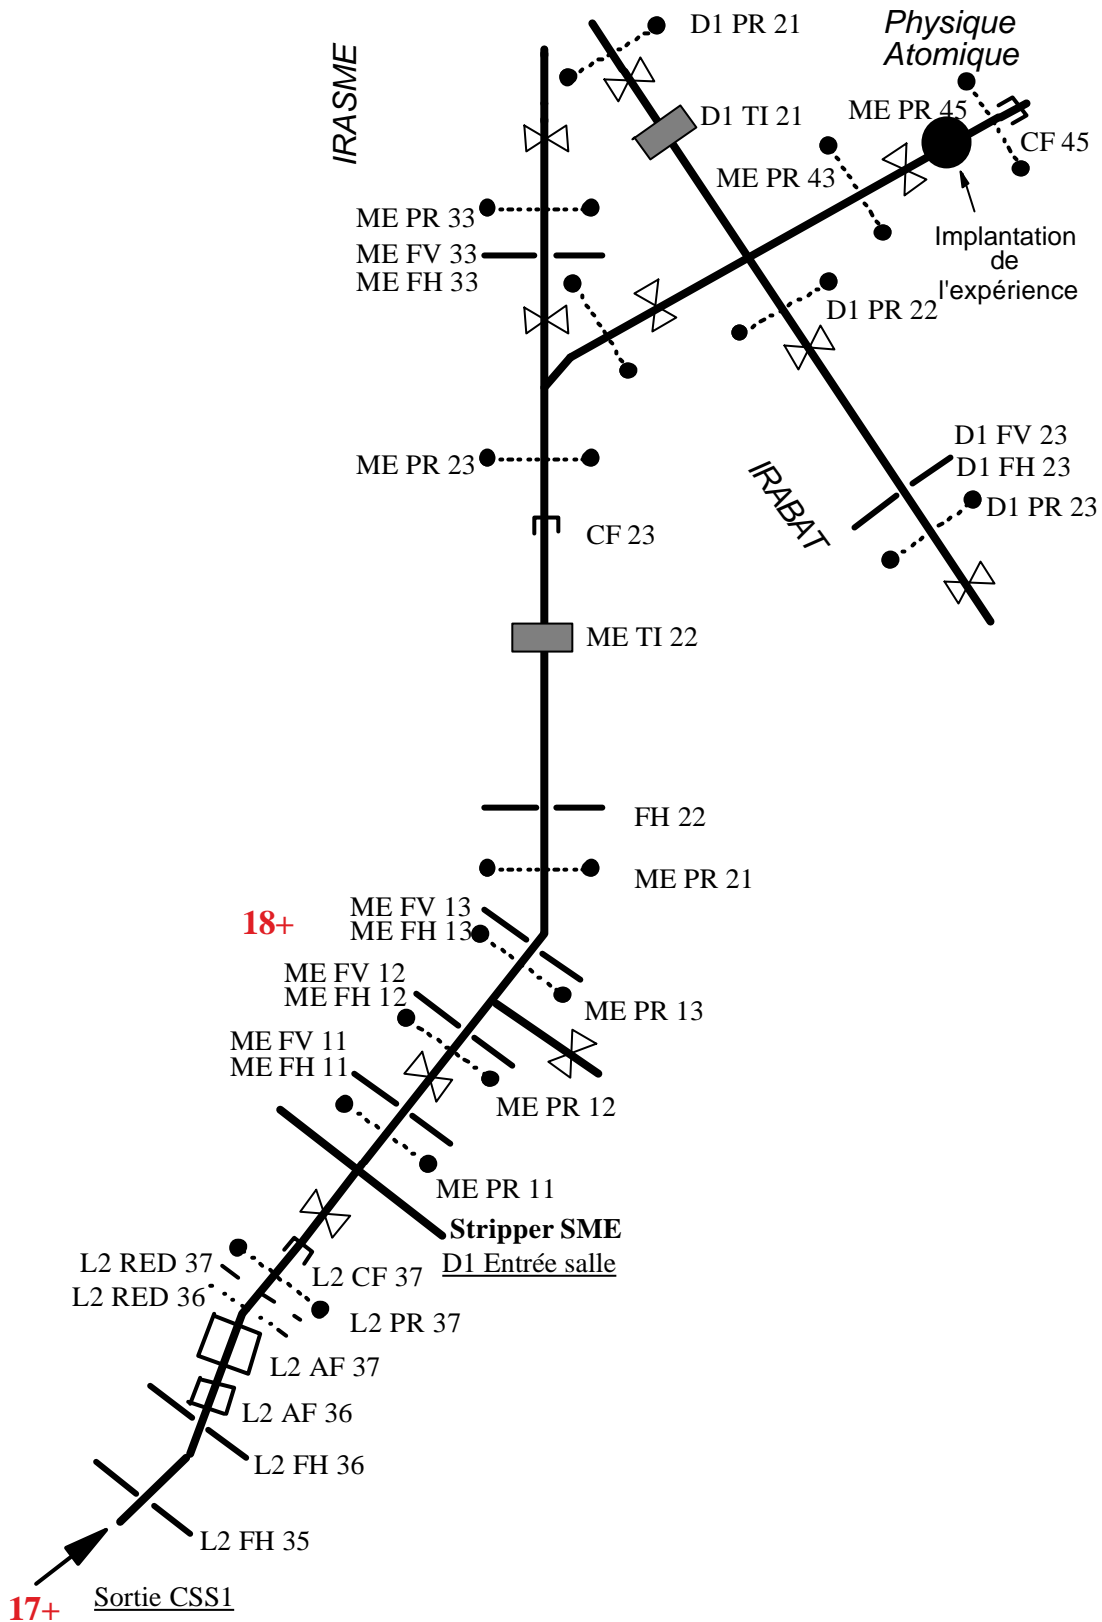 D1 PR 21
Physique
Atomique
IRASME
ME PR 45
D1 TI 21
CF 45
ME PR 43
ME PR 33
ME FV 33
ME FH 33
Implantation
de
l'expérience
D1 PR 22
D1 FV 23
D1 FH 23
D1 PR 23
IRABAT
ME PR 23
CF 23
ME TI 22
FH 22
ME PR 21
18+
ME FV 13
ME FH 13
ME FV 12
ME FH 12
ME PR 13
ME FV 11
ME FH 11
ME PR 12
ME PR 11
Stripper SME
D1 Entrée salle
L2 RED 37
L2 CF 37
L2 RED 36
L2 PR 37
L2 AF 37
L2 AF 36
L2 FH 36
L2 FH 35
Sortie CSS1
17+